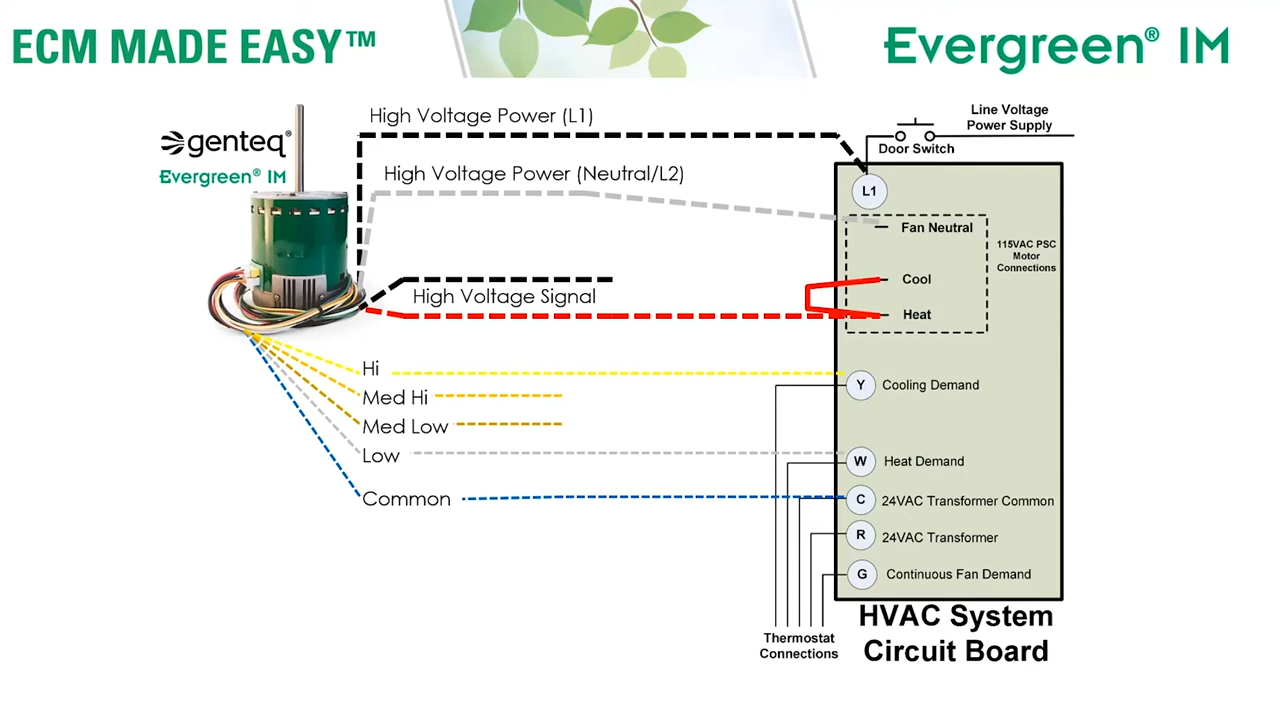 ECM MADE EASY™
Evergreen® IM
genteq®
Evergreen® IM
High Voltage Power (L1)
High Voltage Power (Neutral/L2)
High Voltage Signal
Hi
Med Hi
Med Low
Low
Common
Line Voltage
Power Supply
Door Switch
L1
Fan Neutral
Cool
Heat
115VAC PSC
Motor
Connections
Y Cooling Demand
W Heat Demand
C 24VAC Transformer Common
R 24VAC Transformer
G Continuous Fan Demand
HVAC System
Circuit Board
Thermostat
Connections